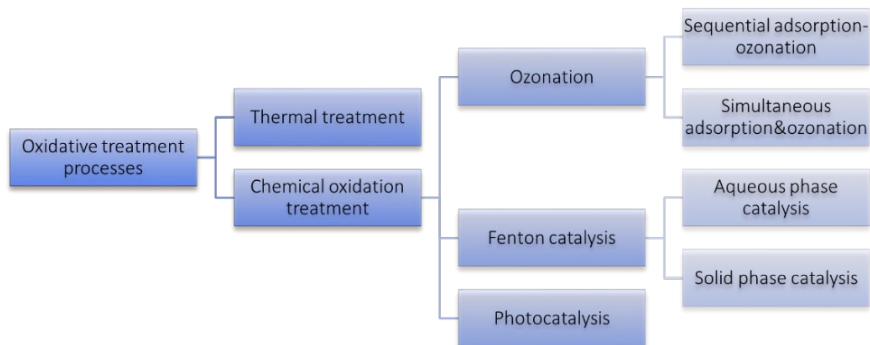 Oxidative treatment
processes
Thermal treatment
Chemical oxidation
treatment
Ozonation
Sequential adsorption-
ozonation
Simultaneous
adsorption&ozonation
Fenton catalysis
Aqueous phase
catalysis
Solid phase catalysis
Photocatalysis